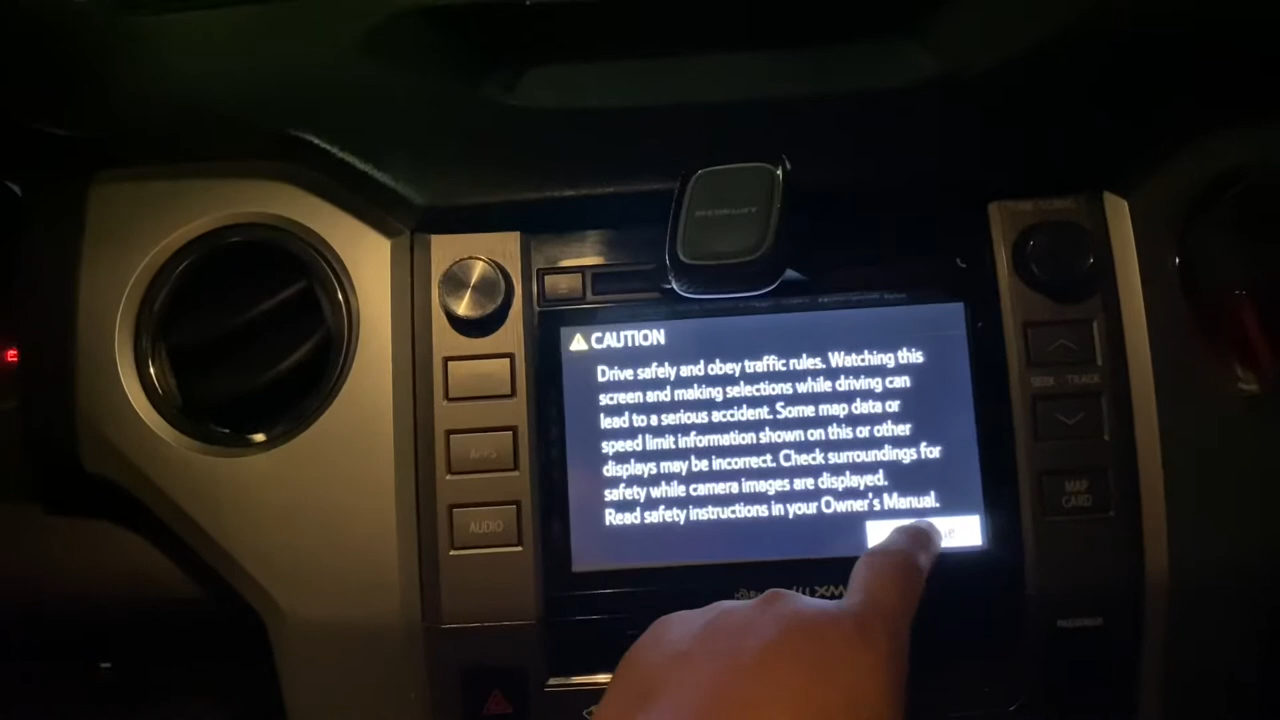 CAUTION
Drive safely and obey traffic rules. Watching this
screen and making selections while driving can
lead to a serious accident. Some map data or
speed limit information shown on this or other
displays may be incorrect. Check surroundings for
safety while camera images are displayed.
Read safety instructions in your Owner's Manual.
APPS
AUDIO
SEEK - TRACK
MAP
CARD
PASSENGER